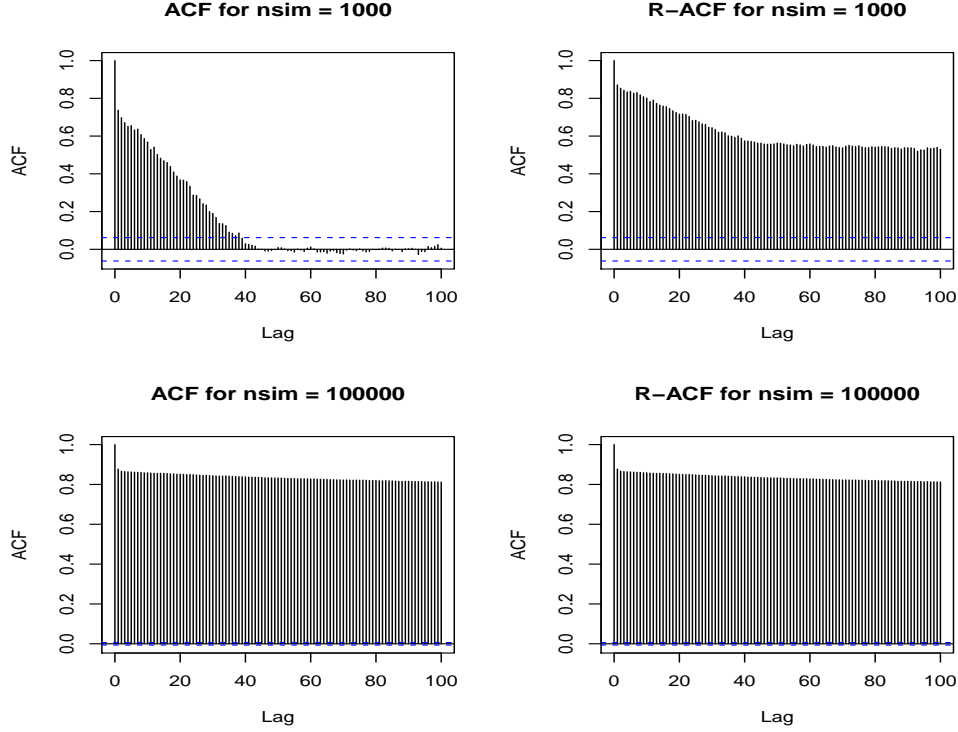 ACF for nsim = 1000
ACF
0.0 0.2 0.4 0.6 0.8 1.0
0 20 40 60 80 100
Lag
R−ACF for nsim = 1000
ACF
0.0 0.2 0.4 0.6 0.8 1.0
0 20 40 60 80 100
Lag
ACF for nsim = 100000
ACF
0.0 0.2 0.4 0.6 0.8 1.0
0 20 40 60 80 100
Lag
R−ACF for nsim = 100000
ACF
0.0 0.2 0.4 0.6 0.8 1.0
0 20 40 60 80 100
Lag